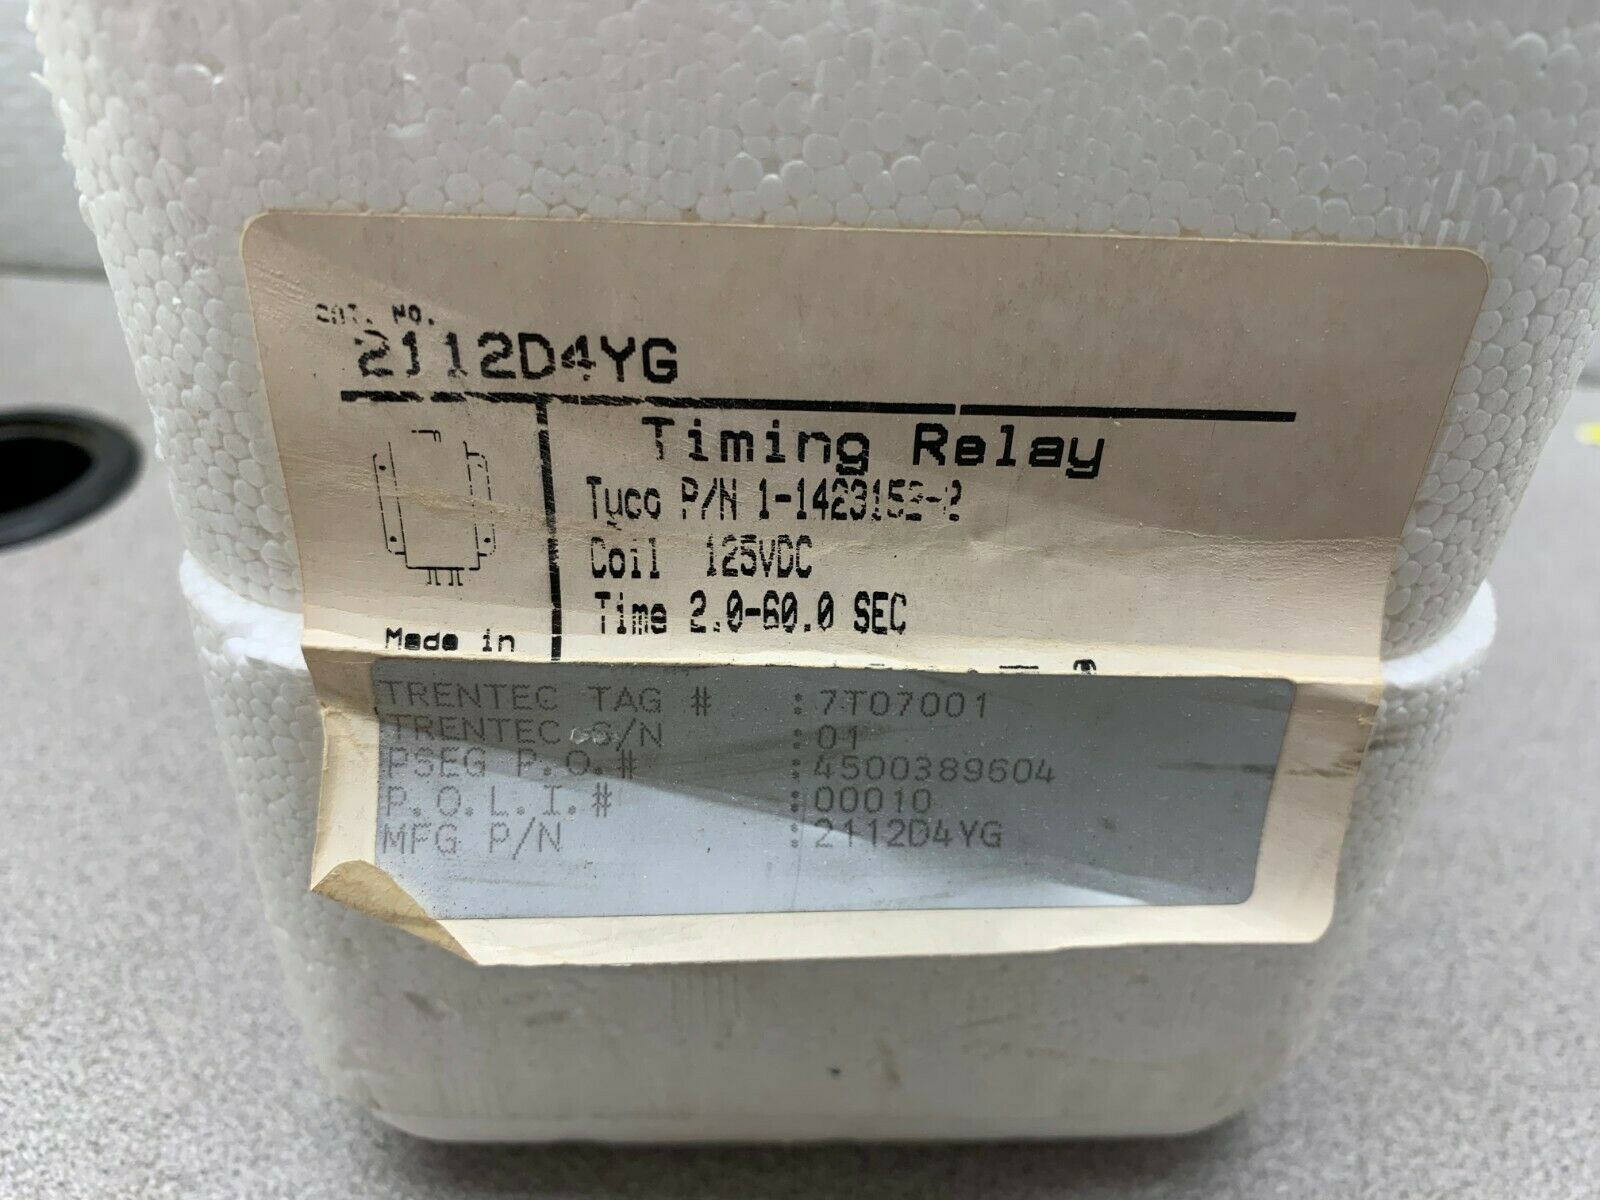 CAT. NO.
2112D4YG
Timing Relay
Tyco P/N 1-1423153-2
Coil 125VDC
Time 2.0-60.0 SEC
Made in
TRENTEC TAG # :7T07001
TRENTEC S/N :01
PSEG P.O.# :4500389604
P.O.L.I.# :00010
MFG P/N :2112D4YG